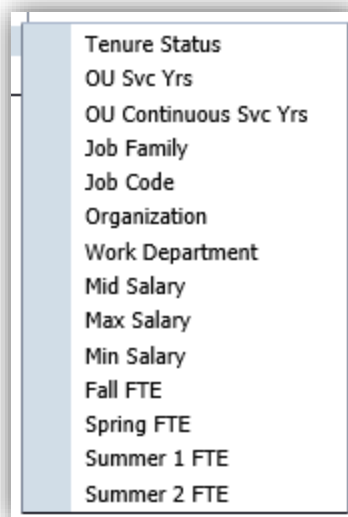 Tenure Status
OU Svc Yrs
OU Continuous Svc Yrs
Job Family
Job Code
Organization
Work Department
Mid Salary
Max Salary
Min Salary
Fall FTE
Spring FTE
Summer 1 FTE
Summer 2 FTE